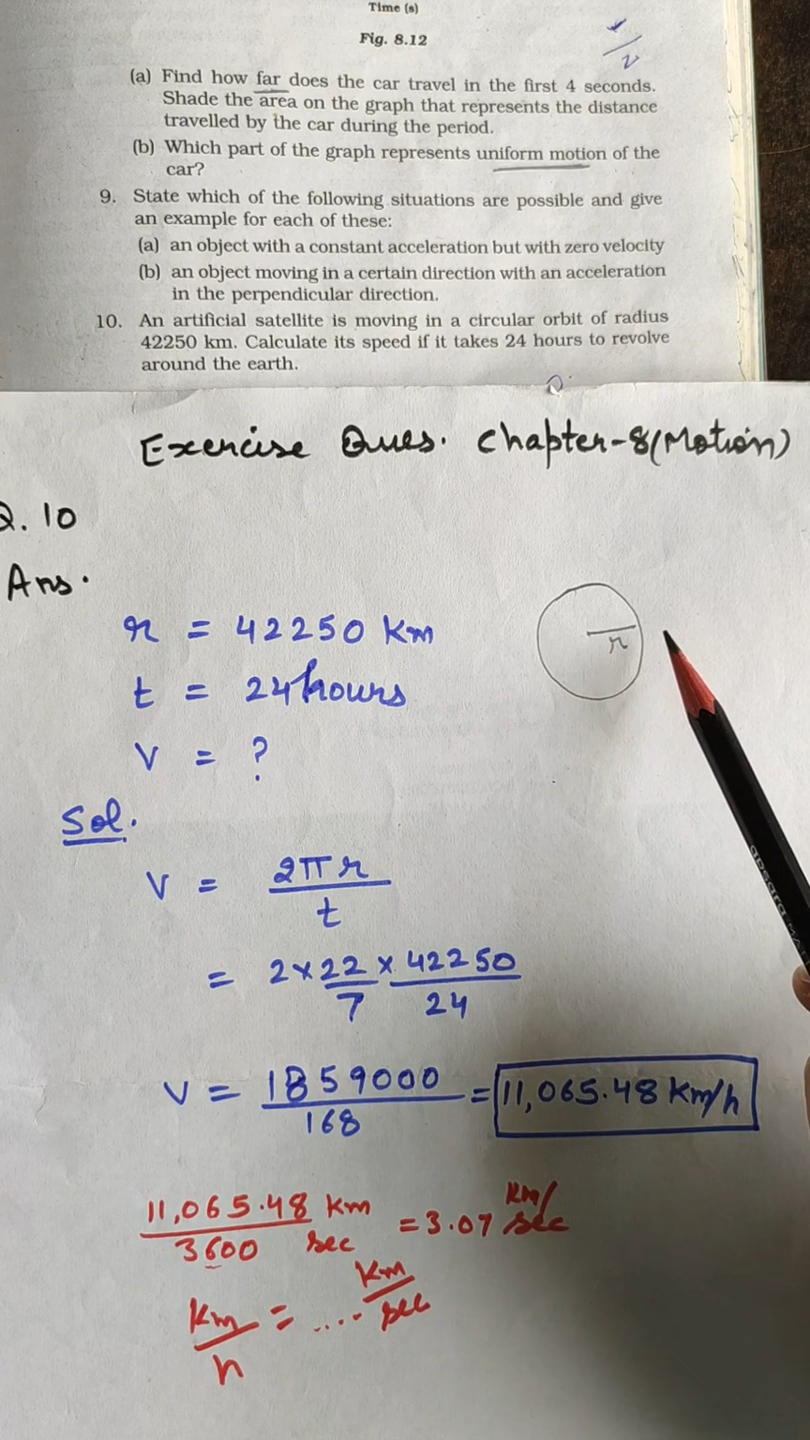 Time (s)
Fig. 8.12
(a) Find how far does the car travel in the first 4 seconds.
Shade the area on the graph that represents the distance
travelled by the car during the period.
(b) Which part of the graph represents uniform motion of the
car?
9. State which of the following situations are possible and give
an example for each of these:
(a) an object with a constant acceleration but with zero velocity
(b) an object moving in a certain direction with an acceleration
in the perpendicular direction.
10. An artificial satellite is moving in a circular orbit of radius
42250 km. Calculate its speed if it takes 24 hours to revolve
around the earth.
Exercise Ques. Chapter-8(Motion)
Q.10
Ans.
r = 42250 Km
r
t = 24hours
V = ?
Sol.
V = 2πr
t
= 2×22 × 42250
7 24
V = 1859000 = 11,065.48 Km/h
168
11,065.48 Km = 3.07 Km/sec
3600 sec
Km = .... Km
h sec
apsara